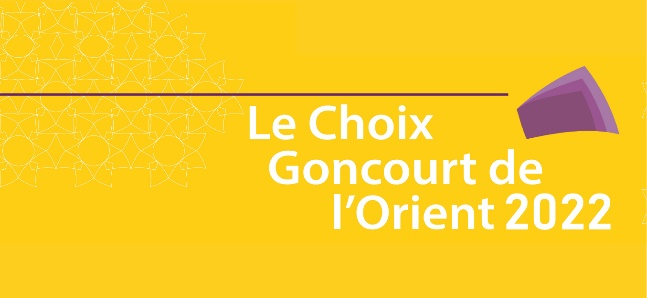 Le Choix
Goncourt de
l’Orient 2022